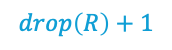 drop(R) + 1